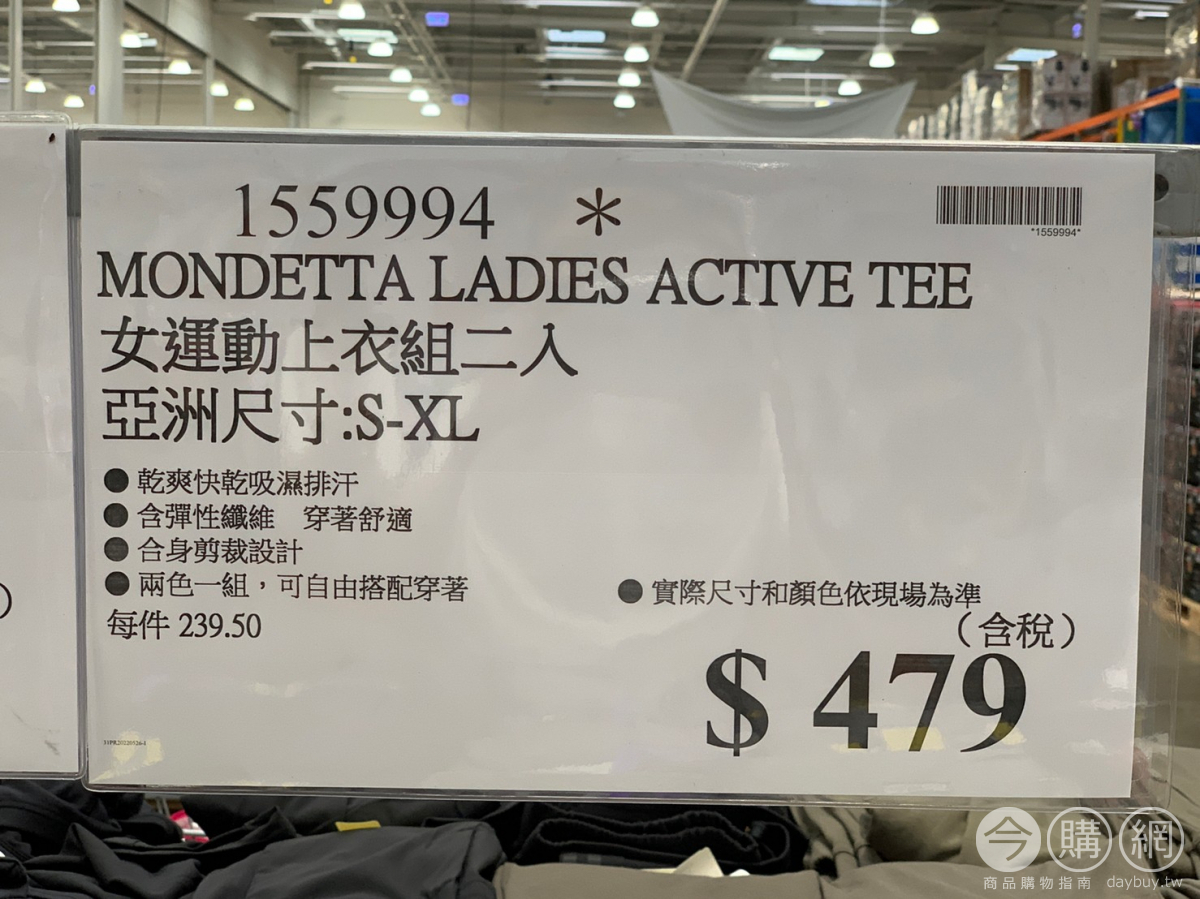 1559994 *
*1559994*
MONDETTA LADIES ACTIVE TEE
女運動上衣組二入
亞洲尺寸:S-XL
● 乾爽快乾吸濕排汗
● 含彈性纖維 穿著舒適
● 合身剪裁設計
● 兩色一組，可自由搭配穿著
● 實際尺寸和顏色依現場為準
每件 239.50
（含稅）
$ 479
今購網
商品購物指南 daybuy.tw